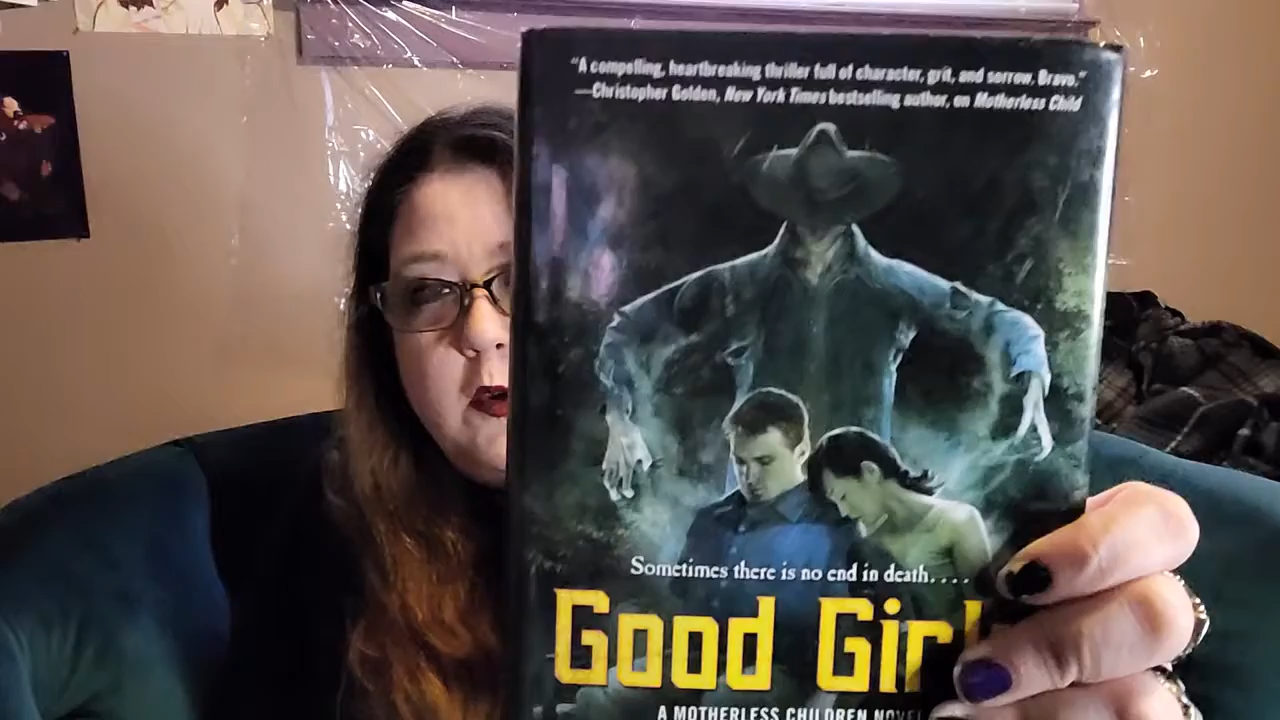 "A compelling, heartbreaking thriller full of character, grit, and sorrow. Bravo."
—Christopher Golden, New York Times bestselling author, on Motherless Child
Sometimes there is no end in death....
Good Girl
A MOTHERLESS CHILDREN NOVEL